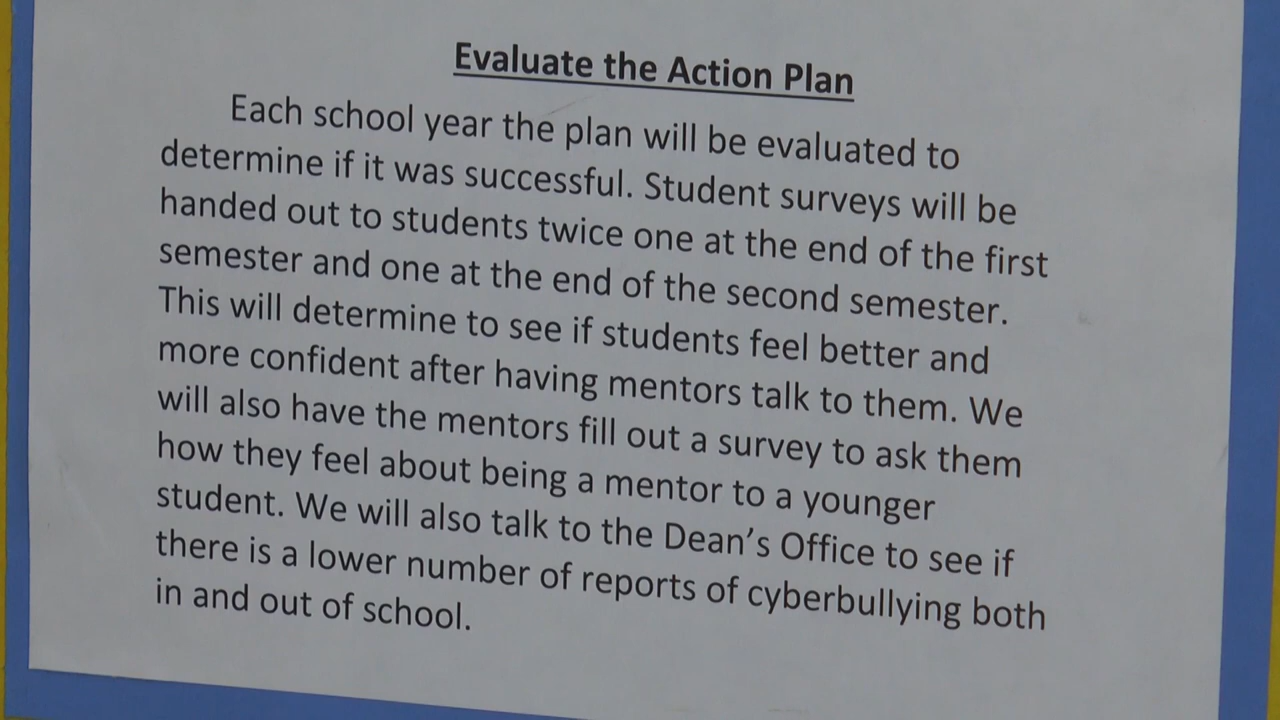 Evaluate the Action Plan
Each school year the plan will be evaluated to
determine if it was successful. Student surveys will be
handed out to students twice one at the end of the first
semester and one at the end of the second semester.
This will determine to see if students feel better and
more confident after having mentors talk to them. We
will also have the mentors fill out a survey to ask them
how they feel about being a mentor to a younger
student. We will also talk to the Dean's Office to see if
there is a lower number of reports of cyberbullying both
in and out of school.